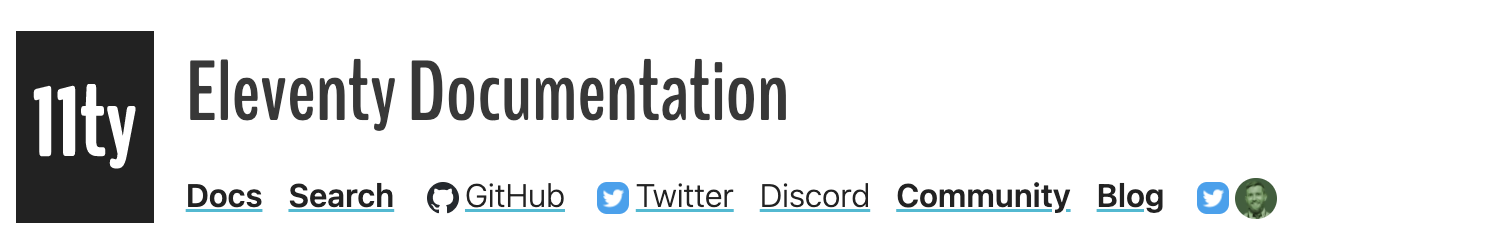 11ty
Eleventy Documentation
Docs Search GitHub Twitter Discord Community Blog